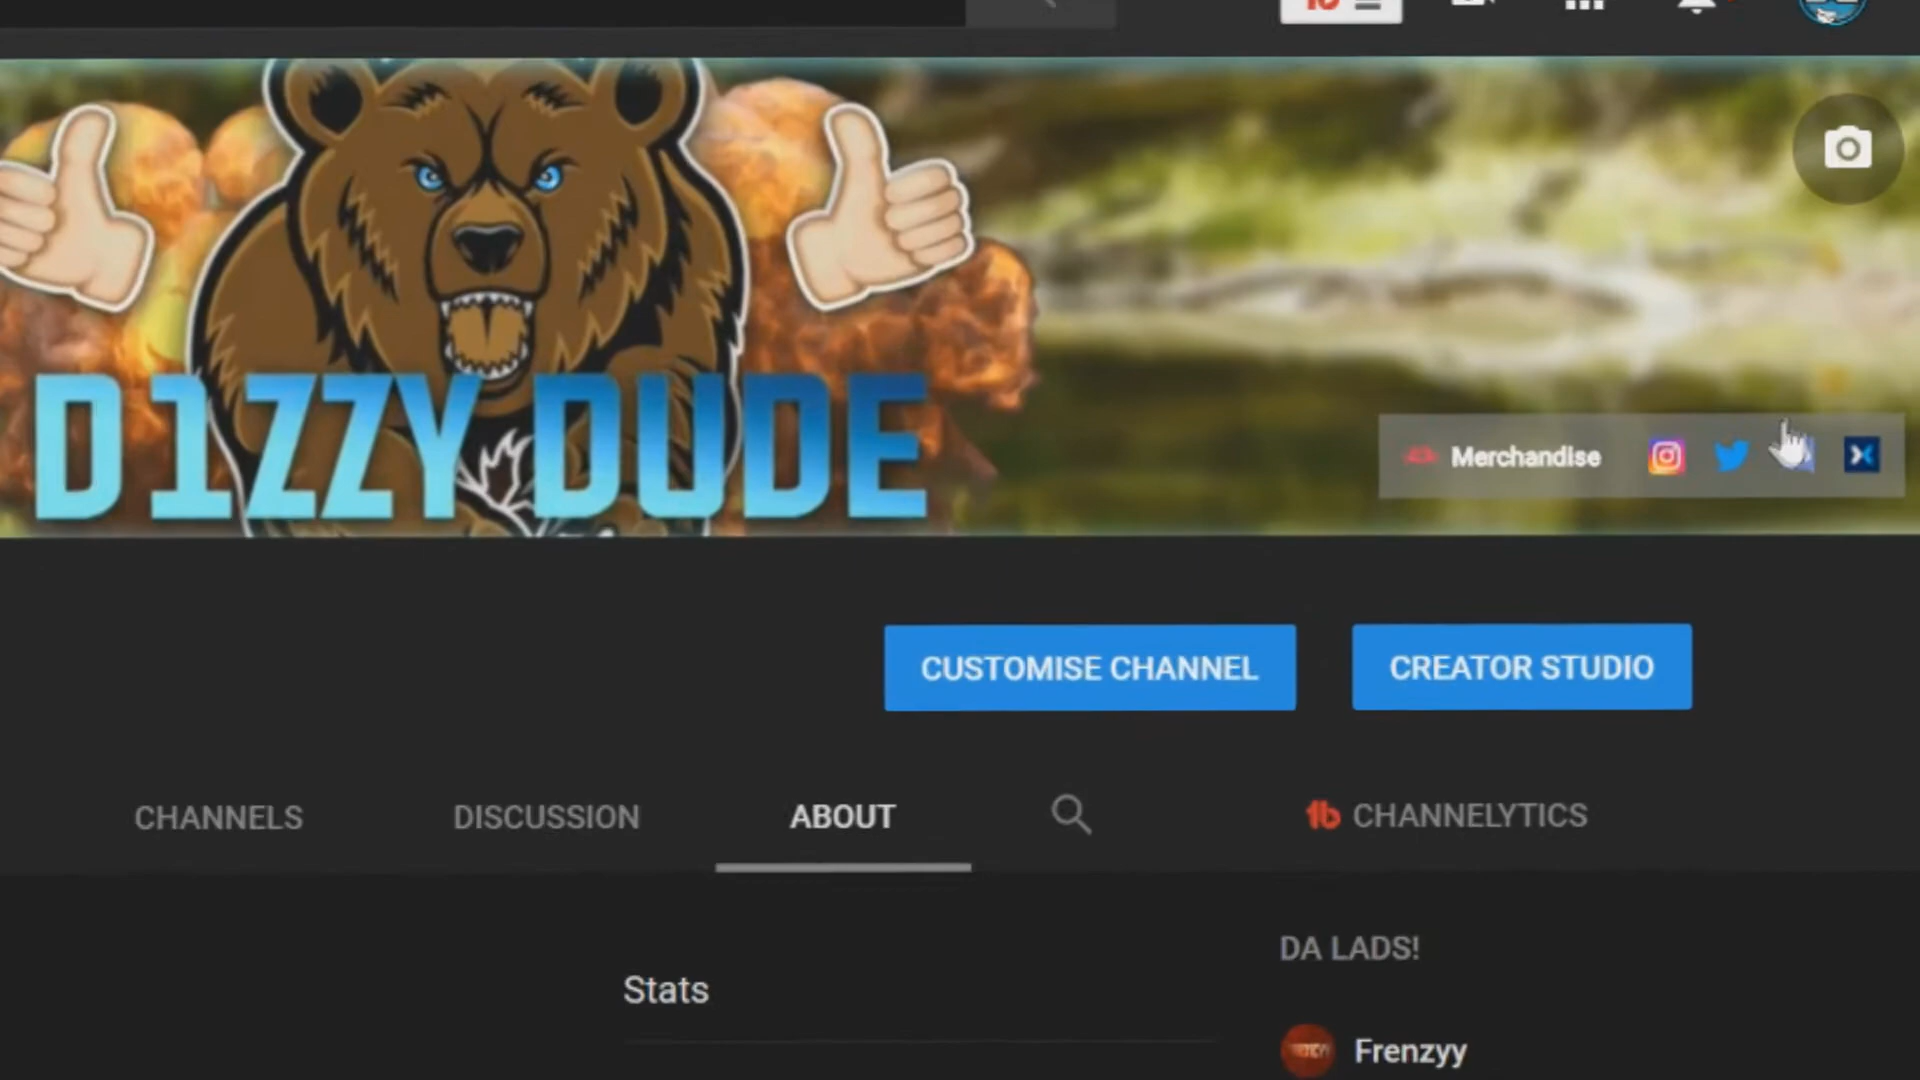 D1ZZY DUDE
Merchandise
CUSTOMISE CHANNEL
CREATOR STUDIO
CHANNELS
DISCUSSION
ABOUT
CHANNELYTICS
DA LADS!
Stats
Frenzyy